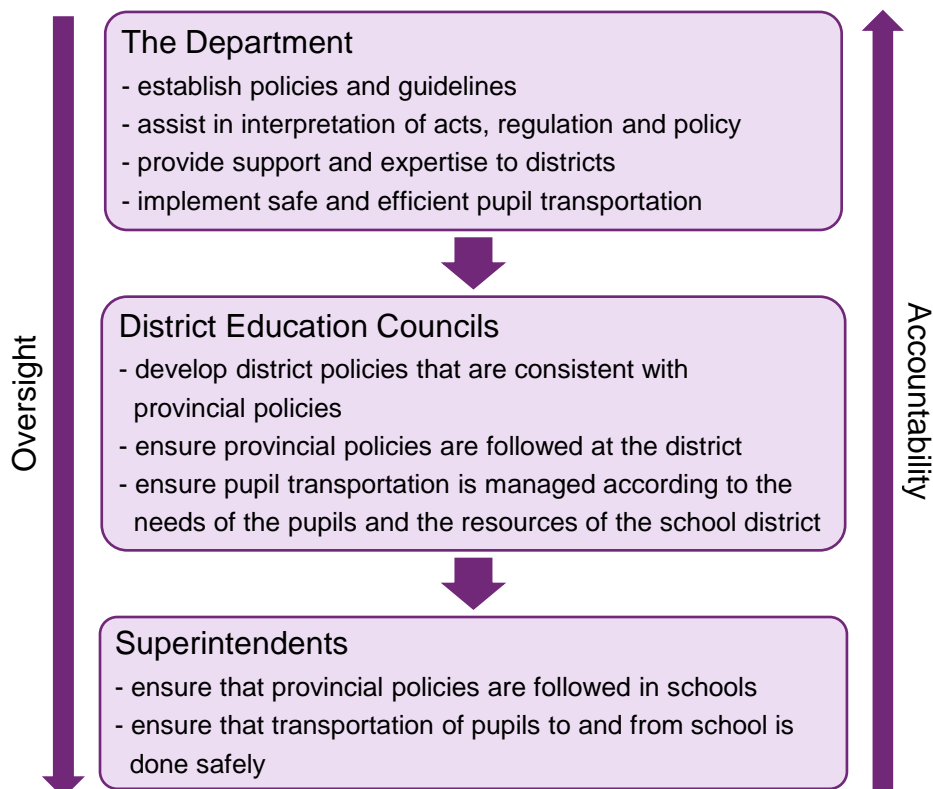 The Department
- establish policies and guidelines
- assist in interpretation of acts, regulation and policy
- provide support and expertise to districts
- implement safe and efficient pupil transportation
Oversight
District Education Councils
- develop district policies that are consistent with
provincial policies
- ensure provincial policies are followed at the district
- ensure pupil transportation is managed according to the
needs of the pupils and the resources of the school district
Accountability
Superintendents
- ensure that provincial policies are followed in schools
- ensure that transportation of pupils to and from school is
done safely